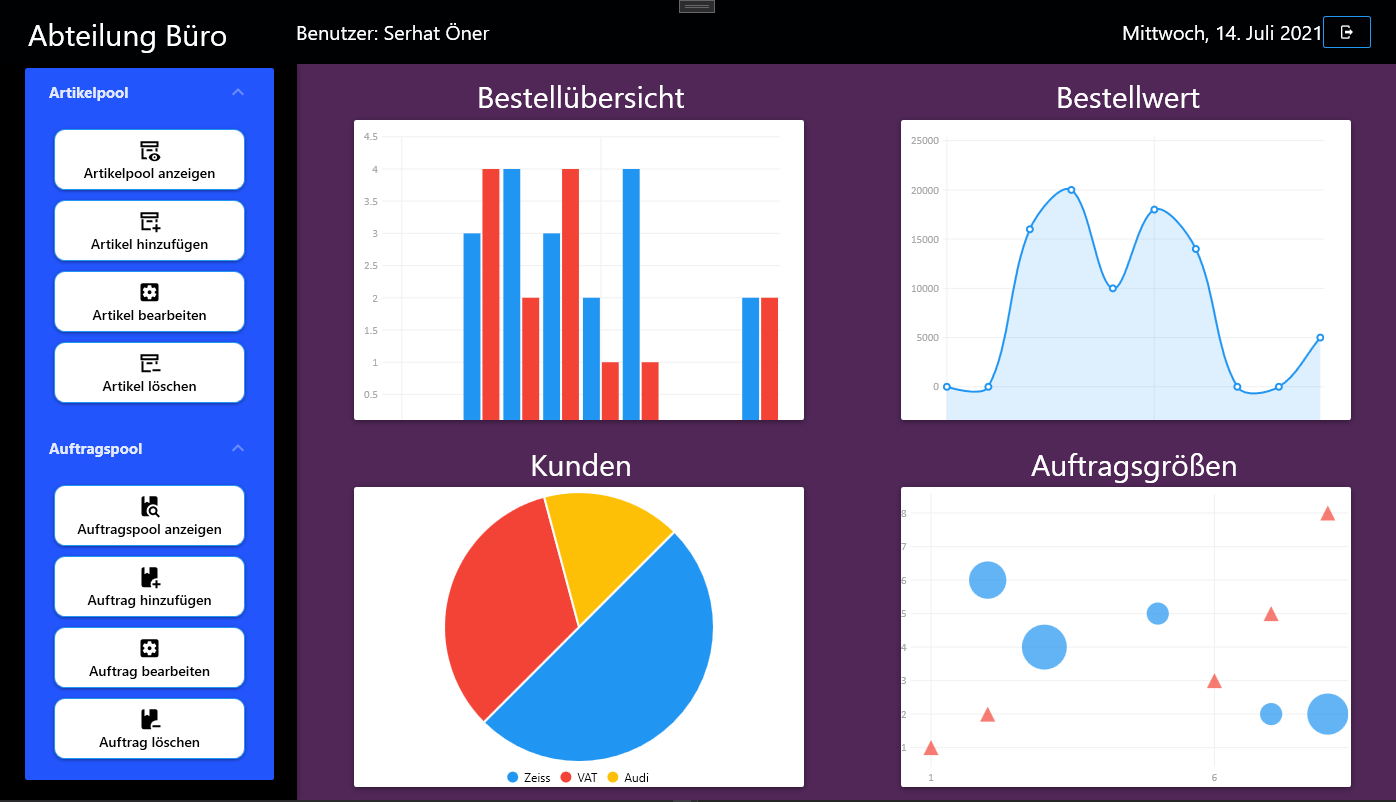 Abteilung Büro
Benutzer: Serhat Öner
Mittwoch, 14. Juli 2021
Artikelpool
Artikelpool anzeigen
Artikel hinzufügen
Artikel bearbeiten
Artikel löschen
Auftragspool
Auftragspool anzeigen
Auftrag hinzufügen
Auftrag bearbeiten
Auftrag löschen
Bestellübersicht
4.5
4
3.5
3
2.5
2
1.5
1
0.5
Bestellwert
25000
20000
15000
10000
5000
0
Kunden
Zeiss VAT Audi
Auftragsgrößen
8
7
6
5
4
3
2
1
1 6